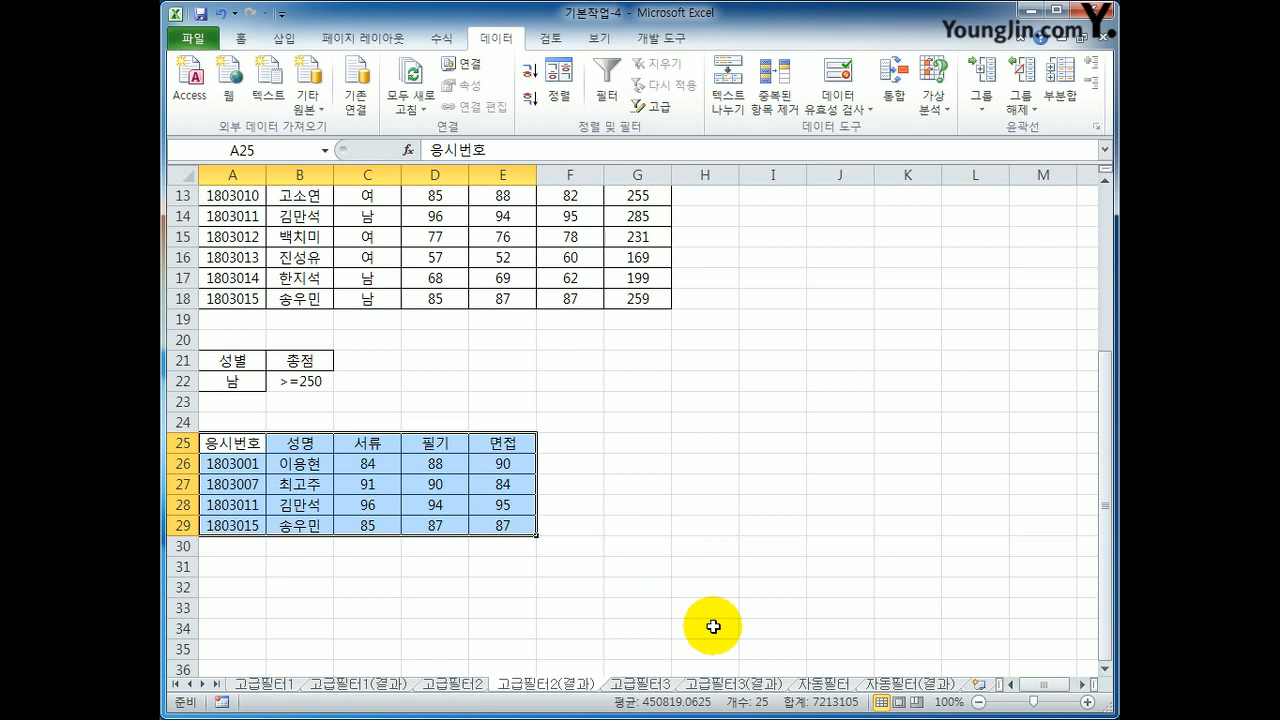 기본작업-4 - Microsoft Excel
YoungJin.com Y.
파일 홈 삽입 페이지 레이아웃 수식 데이터 검토 보기 개발 도구
Access 웹 텍스트 기타 원본 기존 연결 모두 새로 고침 연결 속성 연결 편집 정렬 필터 지우기 다시 적용 고급 텍스트 나누기 중복된 항목 제거 데이터 유효성 검사 통합 가상 분석 그룹 그룹 해제 부분합
외부 데이터 가져오기 연결 정렬 및 필터 데이터 도구 윤곽선
A25 fx 응시번호
A B C D E F G H I J K L M
13 1803010 고소연 여 85 88 82 255
14 1803011 김만석 남 96 94 95 285
15 1803012 백치미 여 77 76 78 231
16 1803013 진성유 여 57 52 60 169
17 1803014 한지석 남 68 69 62 199
18 1803015 송우민 남 85 87 87 259
19
20
21 성별 총점
22 남 >=250
23
24
25 응시번호 성명 서류 필기 면접
26 1803001 이용현 84 88 90
27 1803007 최고주 91 90 84
28 1803011 김만석 96 94 95
29 1803015 송우민 85 87 87
30
31
32
33
34
35
36
고급필터1 고급필터1(결과) 고급필터2 고급필터2(결과) 고급필터3 고급필터3(결과) 자동필터 자동필터(결과)
준비 평균: 450819.0625 개수: 25 합계: 7213105 100%